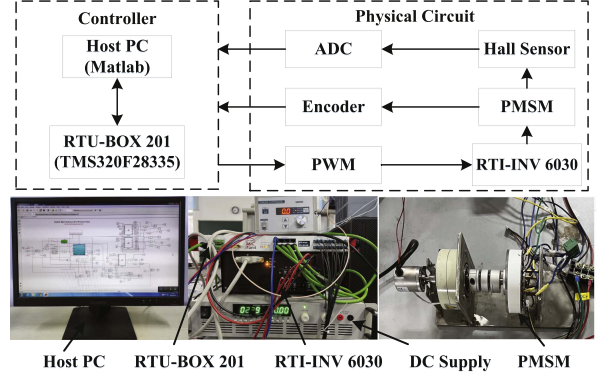 Controller
Physical Circuit
Host PC
(Matlab)
ADC
Hall Sensor
Encoder
PMSM
RTU-BOX 201
(TMS320F28335)
PWM
RTI-INV 6030
Host PC RTU-BOX 201 RTI-INV 6030 DC Supply PMSM